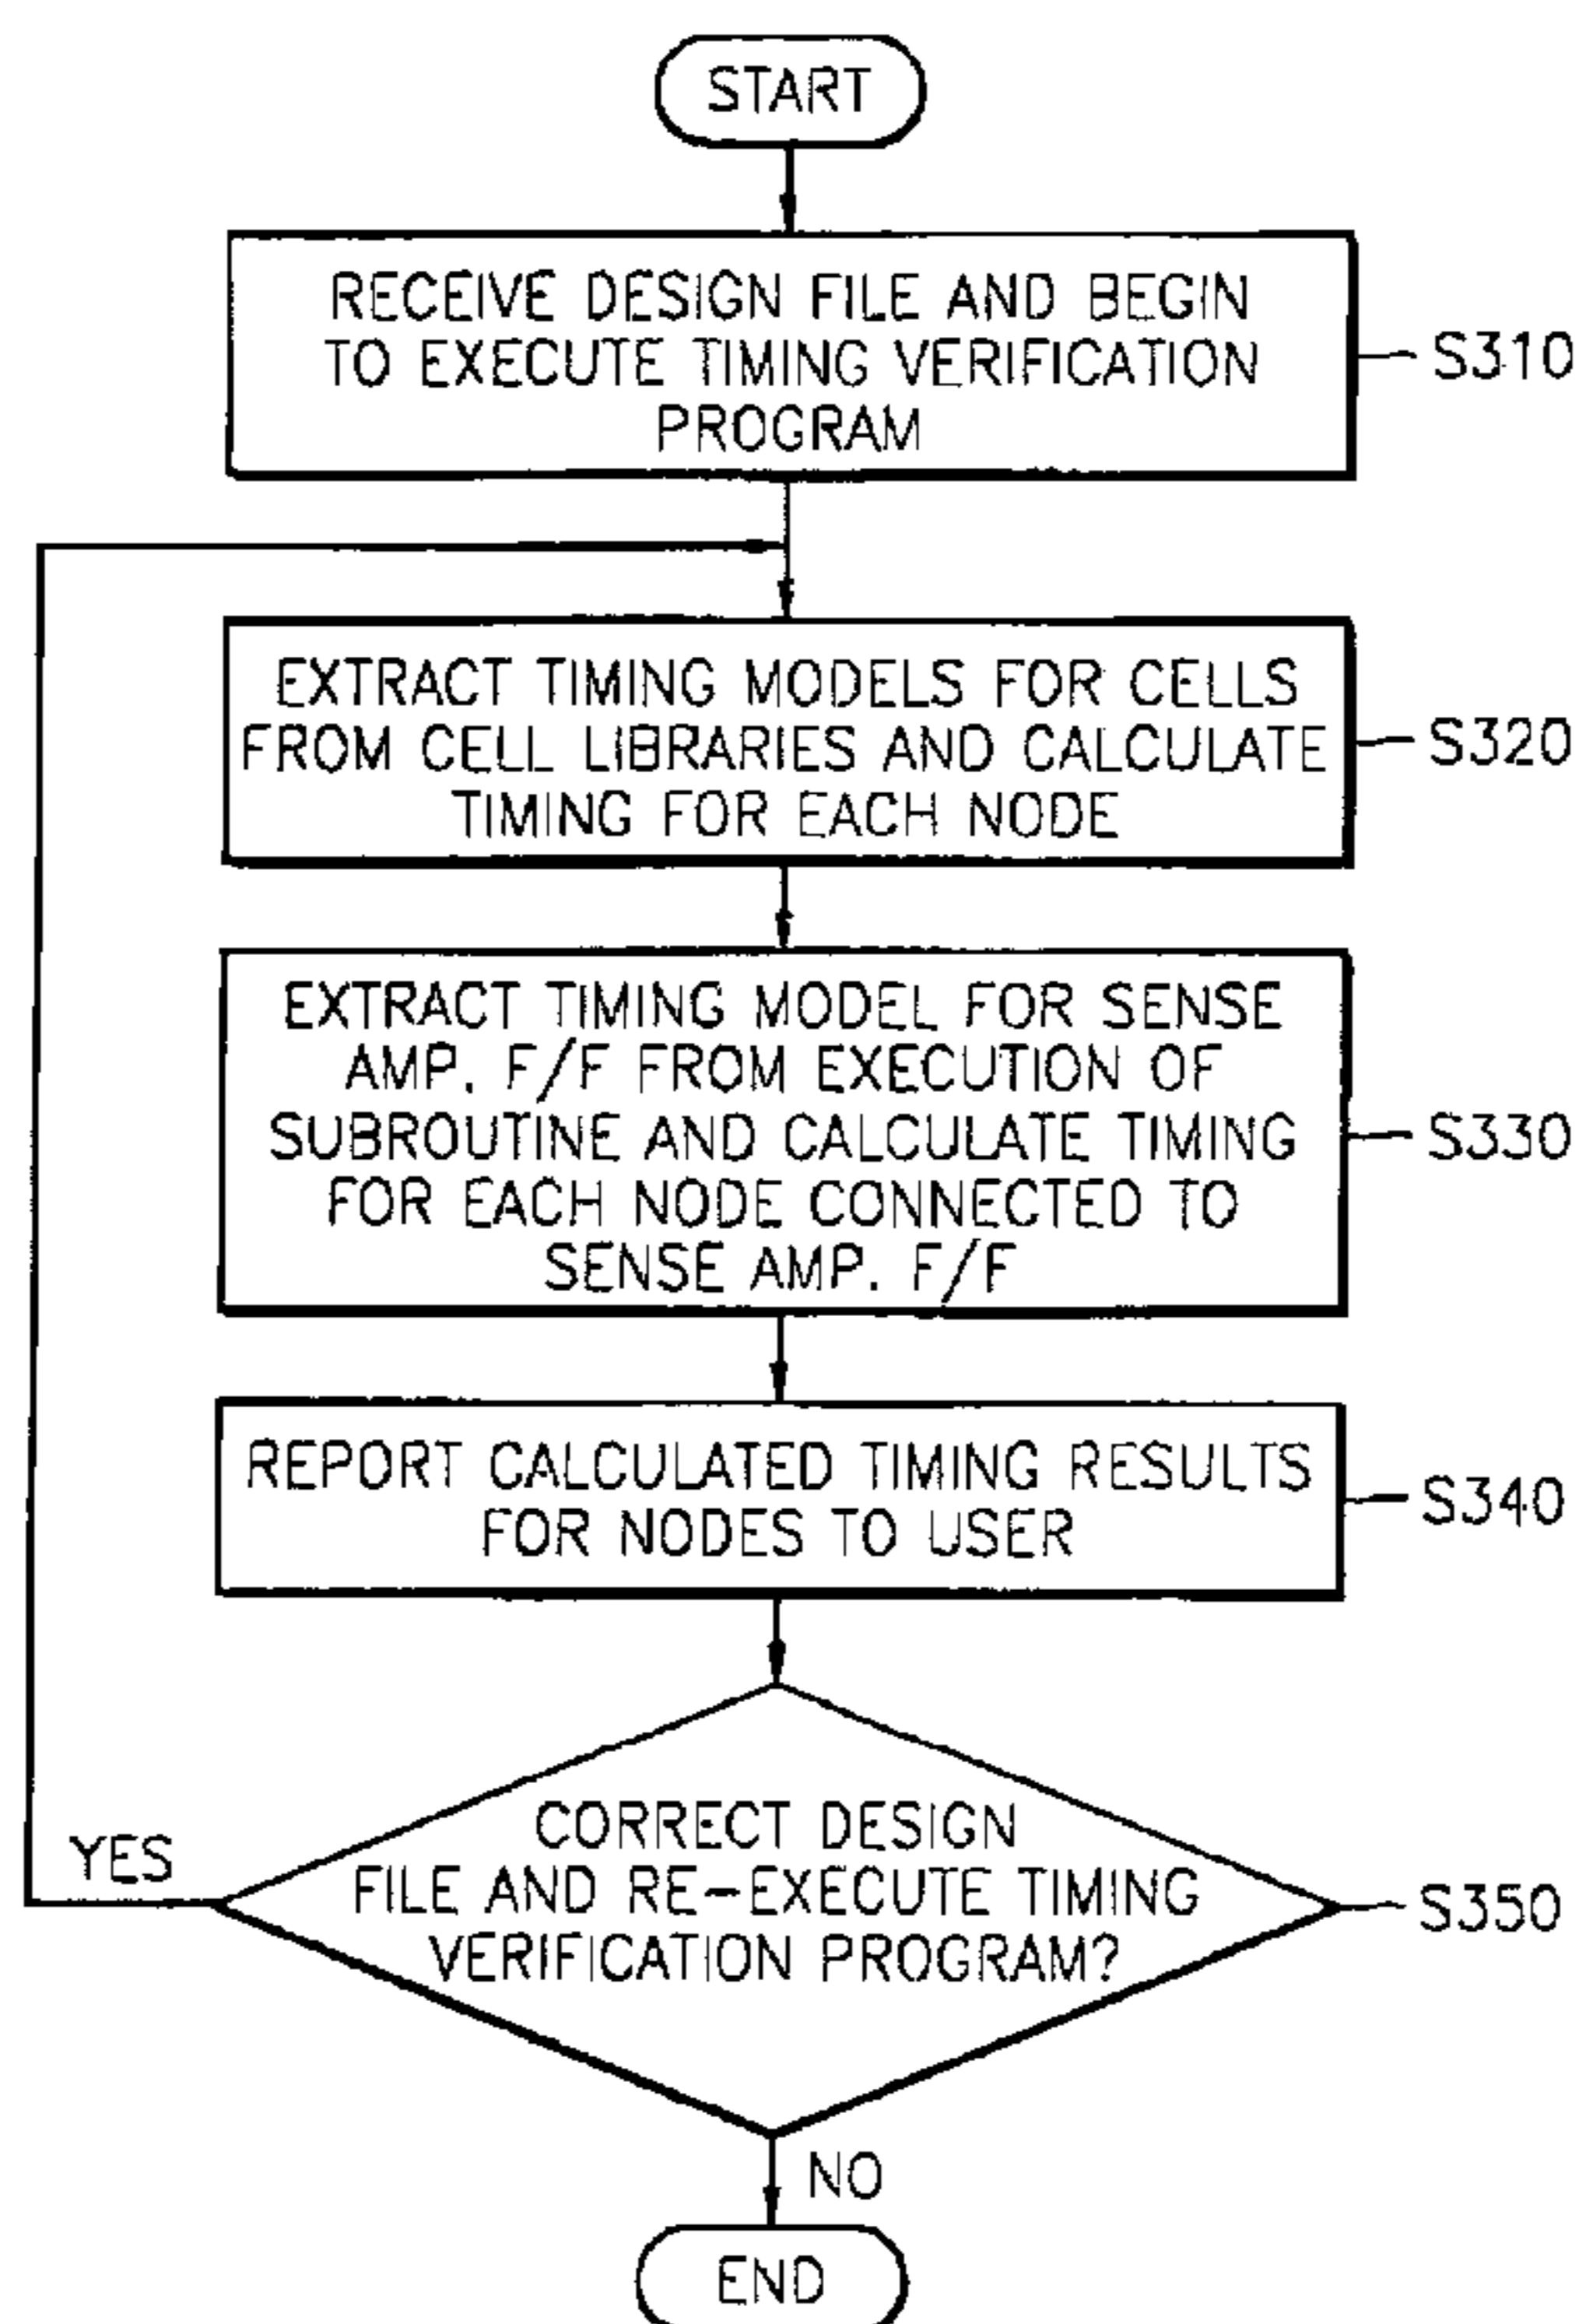 START
RECEIVE DESIGN FILE AND BEGIN
TO EXECUTE TIMING VERIFICATION
PROGRAM
S310
EXTRACT TIMING MODELS FOR CELLS
FROM CELL LIBRARIES AND CALCULATE
TIMING FOR EACH NODE
S320
EXTRACT TIMING MODEL FOR SENSE
AMP. F/F FROM EXECUTION OF
SUBROUTINE AND CALCULATE TIMING
FOR EACH NODE CONNECTED TO
SENSE AMP. F/F
S330
REPORT CALCULATED TIMING RESULTS
FOR NODES TO USER
S340
YES
CORRECT DESIGN
FILE AND RE-EXECUTE TIMING
VERIFICATION PROGRAM?
S350
NO
END